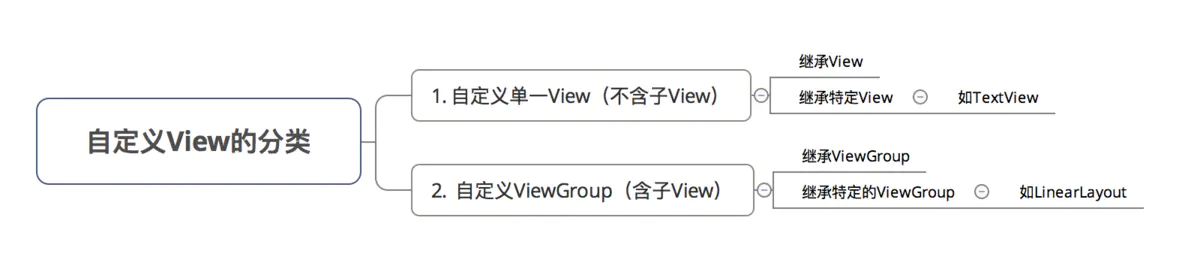 自定义View的分类
1. 自定义单一View（不含子View）
继承View
继承特定View
如TextView
2. 自定义ViewGroup（含子View）
继承ViewGroup
继承特定的ViewGroup
如LinearLayout